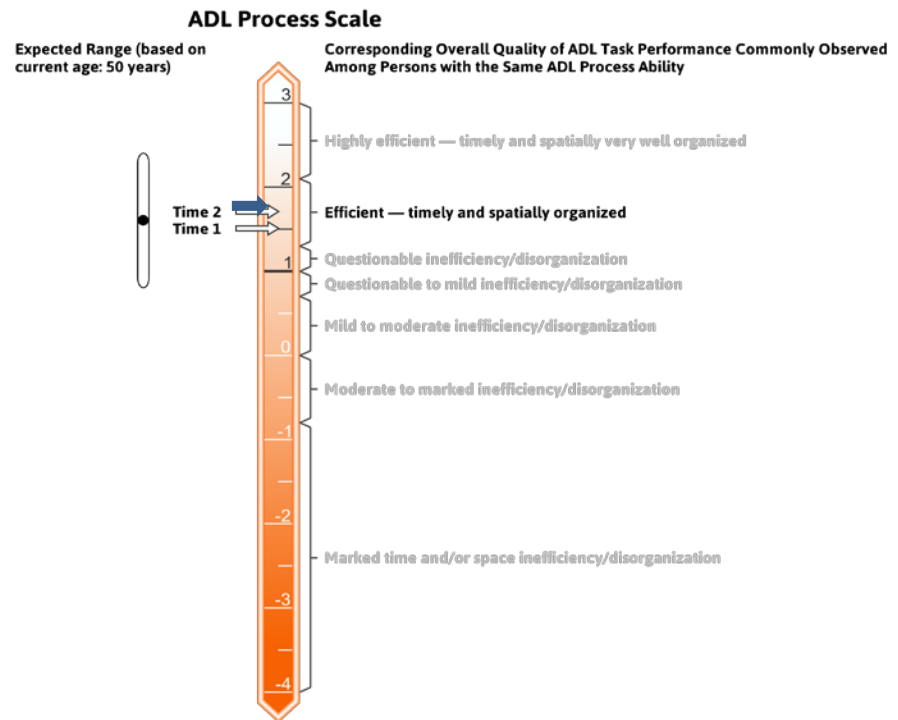 ADL Process Scale
Expected Range (based on
current age: 50 years)
Corresponding Overall Quality of ADL Task Performance Commonly Observed
Among Persons with the Same ADL Process Ability
3
Highly efficient — timely and spatially very well organized
2
Time 2
Efficient — timely and spatially organized
Time 1
Questionable inefficiency/disorganization
1
Questionable to mild inefficiency/disorganization
Mild to moderate inefficiency/disorganization
0
Moderate to marked inefficiency/disorganization
-1
-2
Marked time and/or space inefficiency/disorganization
-3
-4